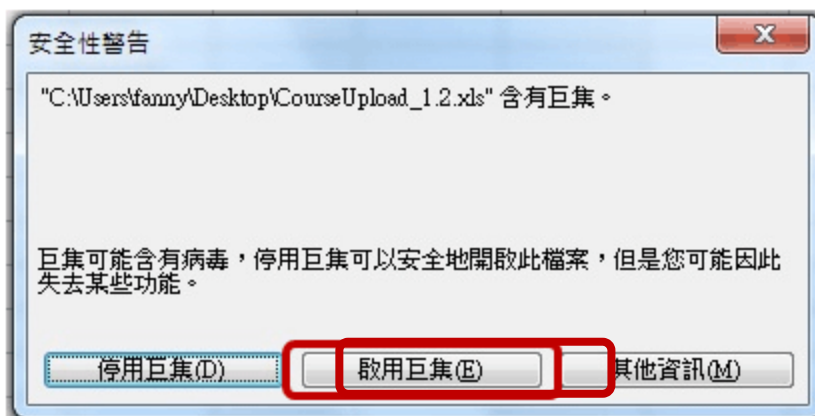 安全性警告
"C:\Users\fanny\Desktop\CourseUpload_1.2.xls" 含有巨集。
巨集可能含有病毒，停用巨集可以安全地開啟此檔案，但是您可能因此
失去某些功能。
停用巨集(D) 啟用巨集(E) 其他資訊(M)